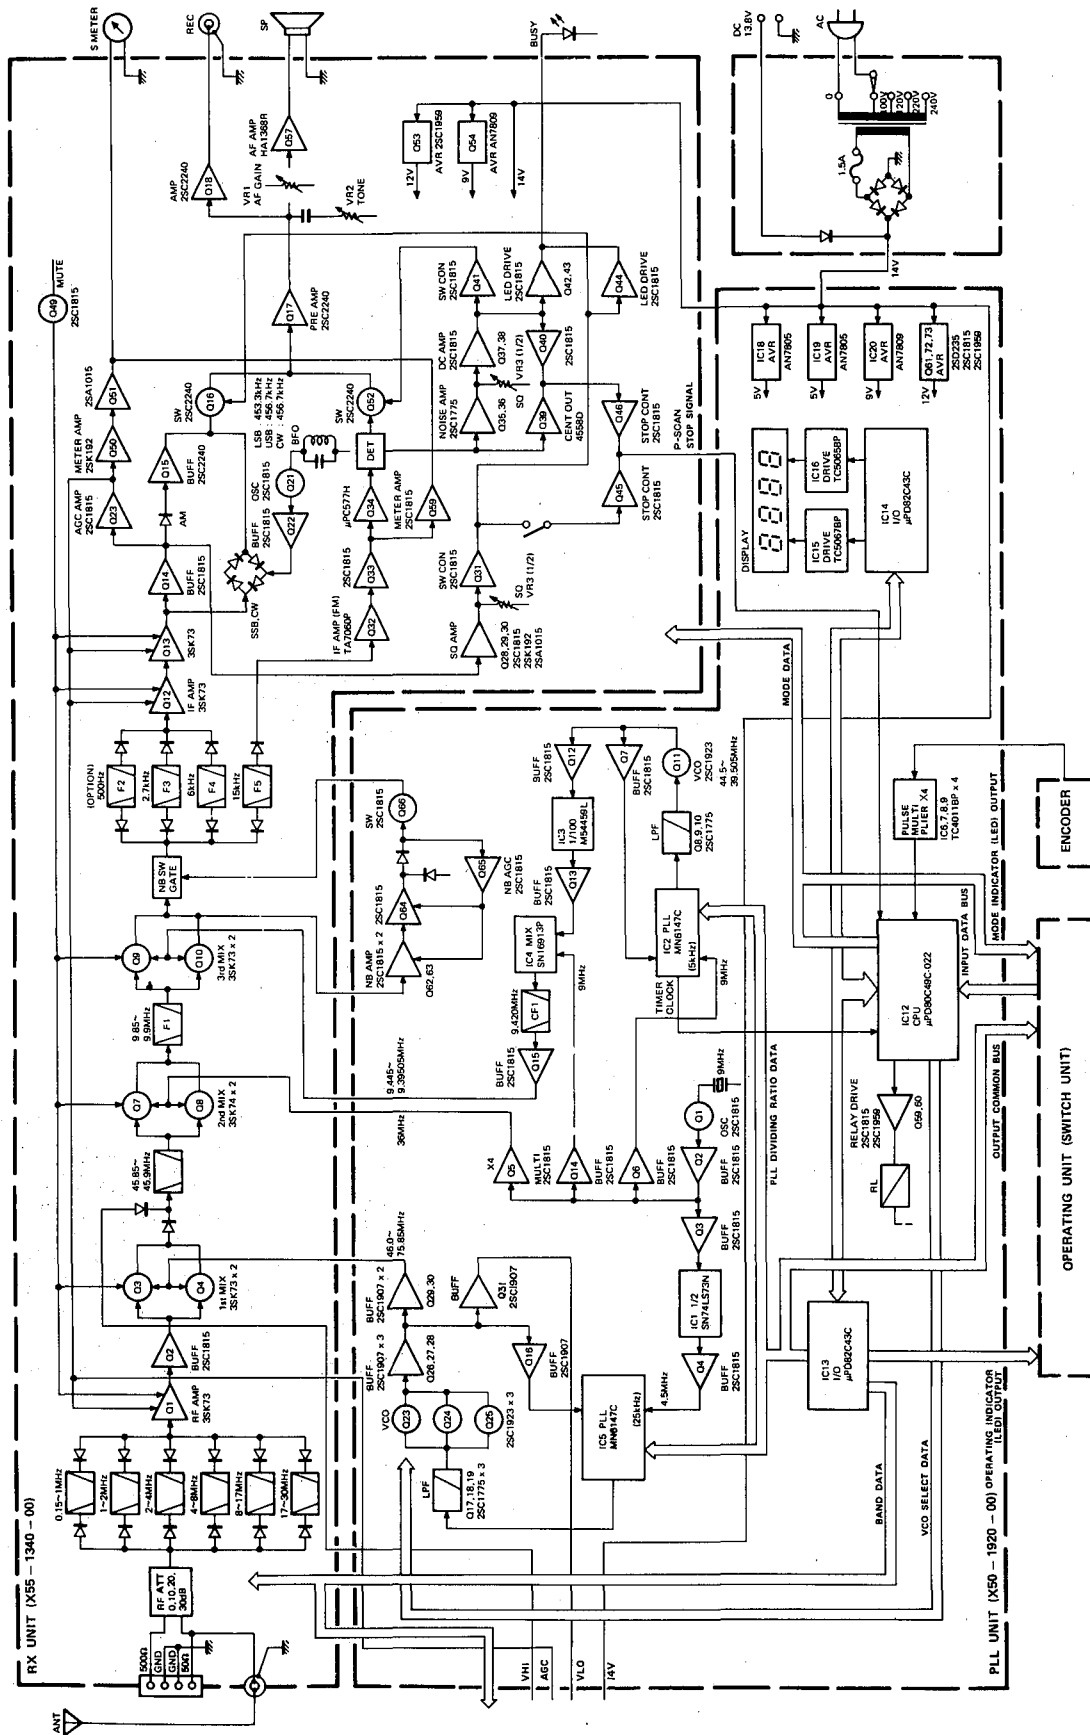 RX UNIT (X55-1340-00)
ANT
500Ω
GND
GND
50Ω
RF ATT
0,10,20,
30dB
0.15~1MHz
1~2MHz
2~4MHz
4~8MHz
8~17MHz
17~30MHz
Q1
RF AMP
3SK73
Q2
BUFF
2SC1815
Q3
Q4
1st MIX
3SK73 x 2
45.85~
45.9MHz
Q7
Q8
2nd MIX
3SK74 x 2
9.85~
9.9MHz
F1
Q9
Q10
3rd MIX
3SK73 x 2
NB SW
GATE
(OPTION)
500Hz
F2
2.7kHz
F3
6kHz
F4
15kHz
F5
Q12
IF AMP
3SK73
Q13
3SK73
Q14
BUFF
2SC1815
AM
Q15
BUFF
2SC2240
SSB,CW
AGC AMP
2SC1815
Q23
METER AMP
2SK192
Q50
Q51
2SA1015
Q49
2SC1815
MUTE
SW
2SC2240
Q16
LSB : 453.3kHz
USB : 456.7kHz
CW : 456.7kHz
BFO
OSC
2SC1815
Q21
BUFF
2SC1815
Q22
IF AMP (FM)
TA7060P
Q32
Q33
2SC1815
Q34
μPC577H
DET
METER AMP
2SC1815
Q59
SW
2SC2240
Q52
Q17
PRE AMP
2SC2240
AMP
2SC2240
Q18
VR1
AF GAIN
VR2
TONE
AF AMP
HA1368R
Q57
S METER
REC
SP
BUSY
SQ AMP
Q28,29,30
2SC1815
2SK192
2SA1015
SQ
VR3 (1/2)
SW CON
2SC1815
Q31
NOISE AMP
2SC1775
Q35,36
SQ
VR3 (1/2)
DC AMP
2SC1815
Q37,38
SW CON
2SC1815
Q41
LED DRIVE
2SC1815
Q42,43
Q44
LED DRIVE
2SC1815
Q40
2SC1815
Q39
CENT OUT
4558D
Q45
STOP CONT
2SC1815
Q46
STOP CONT
2SC1815
P-SCAN
STOP SIGNAL
Q53
AVR 2SC1959
12V
Q54
AVR AN7809
9V
14V
NB AMP
2SC1815 x 2
Q62,63
Q64
2SC1815
Q65
NB AGC
2SC1815
Q66
SW
2SC1815
DC
13.8V
AC
0
100V
120V
220V
240V
1.5A
14V
PLL UNIT (X50-1920-00)
VHI
AGC
VLO
14V
VCO
Q23
Q24
Q25
2SC1923 x 3
LPF
Q17,18,19
2SC1775 x 3
BUFF
2SC1907 x 3
Q26,27,28
BUFF
2SC1907 x 2
Q29,30
46.0~
75.85MHz
BUFF
Q31
2SC1907
Q16
BUFF
2SC1907
IC5 PLL
MN6147C
(25kHz)
4.5MHz
Q4
BUFF
2SC1815
IC1 1/2
SN74LS73N
Q3
BUFF
2SC1815
Q2
BUFF
2SC1815
Q1
OSC
2SC1815
9MHz
X4
Q5
MULTI
2SC1815
36MHz
Q14
BUFF
2SC1815
Q6
BUFF
2SC1815
9MHz
9.445~
9.39505MHz
BUFF
2SC1815
Q15
9.420MHz
CF1
IC4 MIX
SN16913P
BUFF
2SC1815
Q13
IC3
1/100
M54459L
BUFF
2SC1815
Q12
Q7
BUFF
2SC1815
Q11
VCO
2SC1923
44.5~
39.505MHz
LPF
Q8,9,10
2SC1775
IC2 PLL
MN6147C
(5kHz)
9MHz
TIMER
CLOCK
PLL DIVIDING RATIO DATA
MODE DATA
DISPLAY
8.8.8.8.
IC15
DRIVE
TC5067BP
IC16
DRIVE
TC5065BP
IC14
I/O
μPD82C43C
IC18
AVR
AN7805
5V
IC19
AVR
AN7805
5V
IC20
AVR
AN7809
9V
Q61,72,73
AVR
2SD235
2SC1815
2SC1959
12V
PULSE
MULTI
PLIER X4
IC6,7,8,9
TC4011BP x 4
IC12
CPU
μPD80C49C-022
RELAY DRIVE
2SC1815
2SC1959
Q59,60
RL
IC13
I/O
μPD82C43C
BAND DATA
VCO SELECT DATA
OPERATING INDICATOR
(LED) OUTPUT
OUTPUT COMMON BUS
INPUT DATA BUS
MODE INDICATOR (LED) OUTPUT
OPERATING UNIT (SWITCH UNIT)
ENCODER